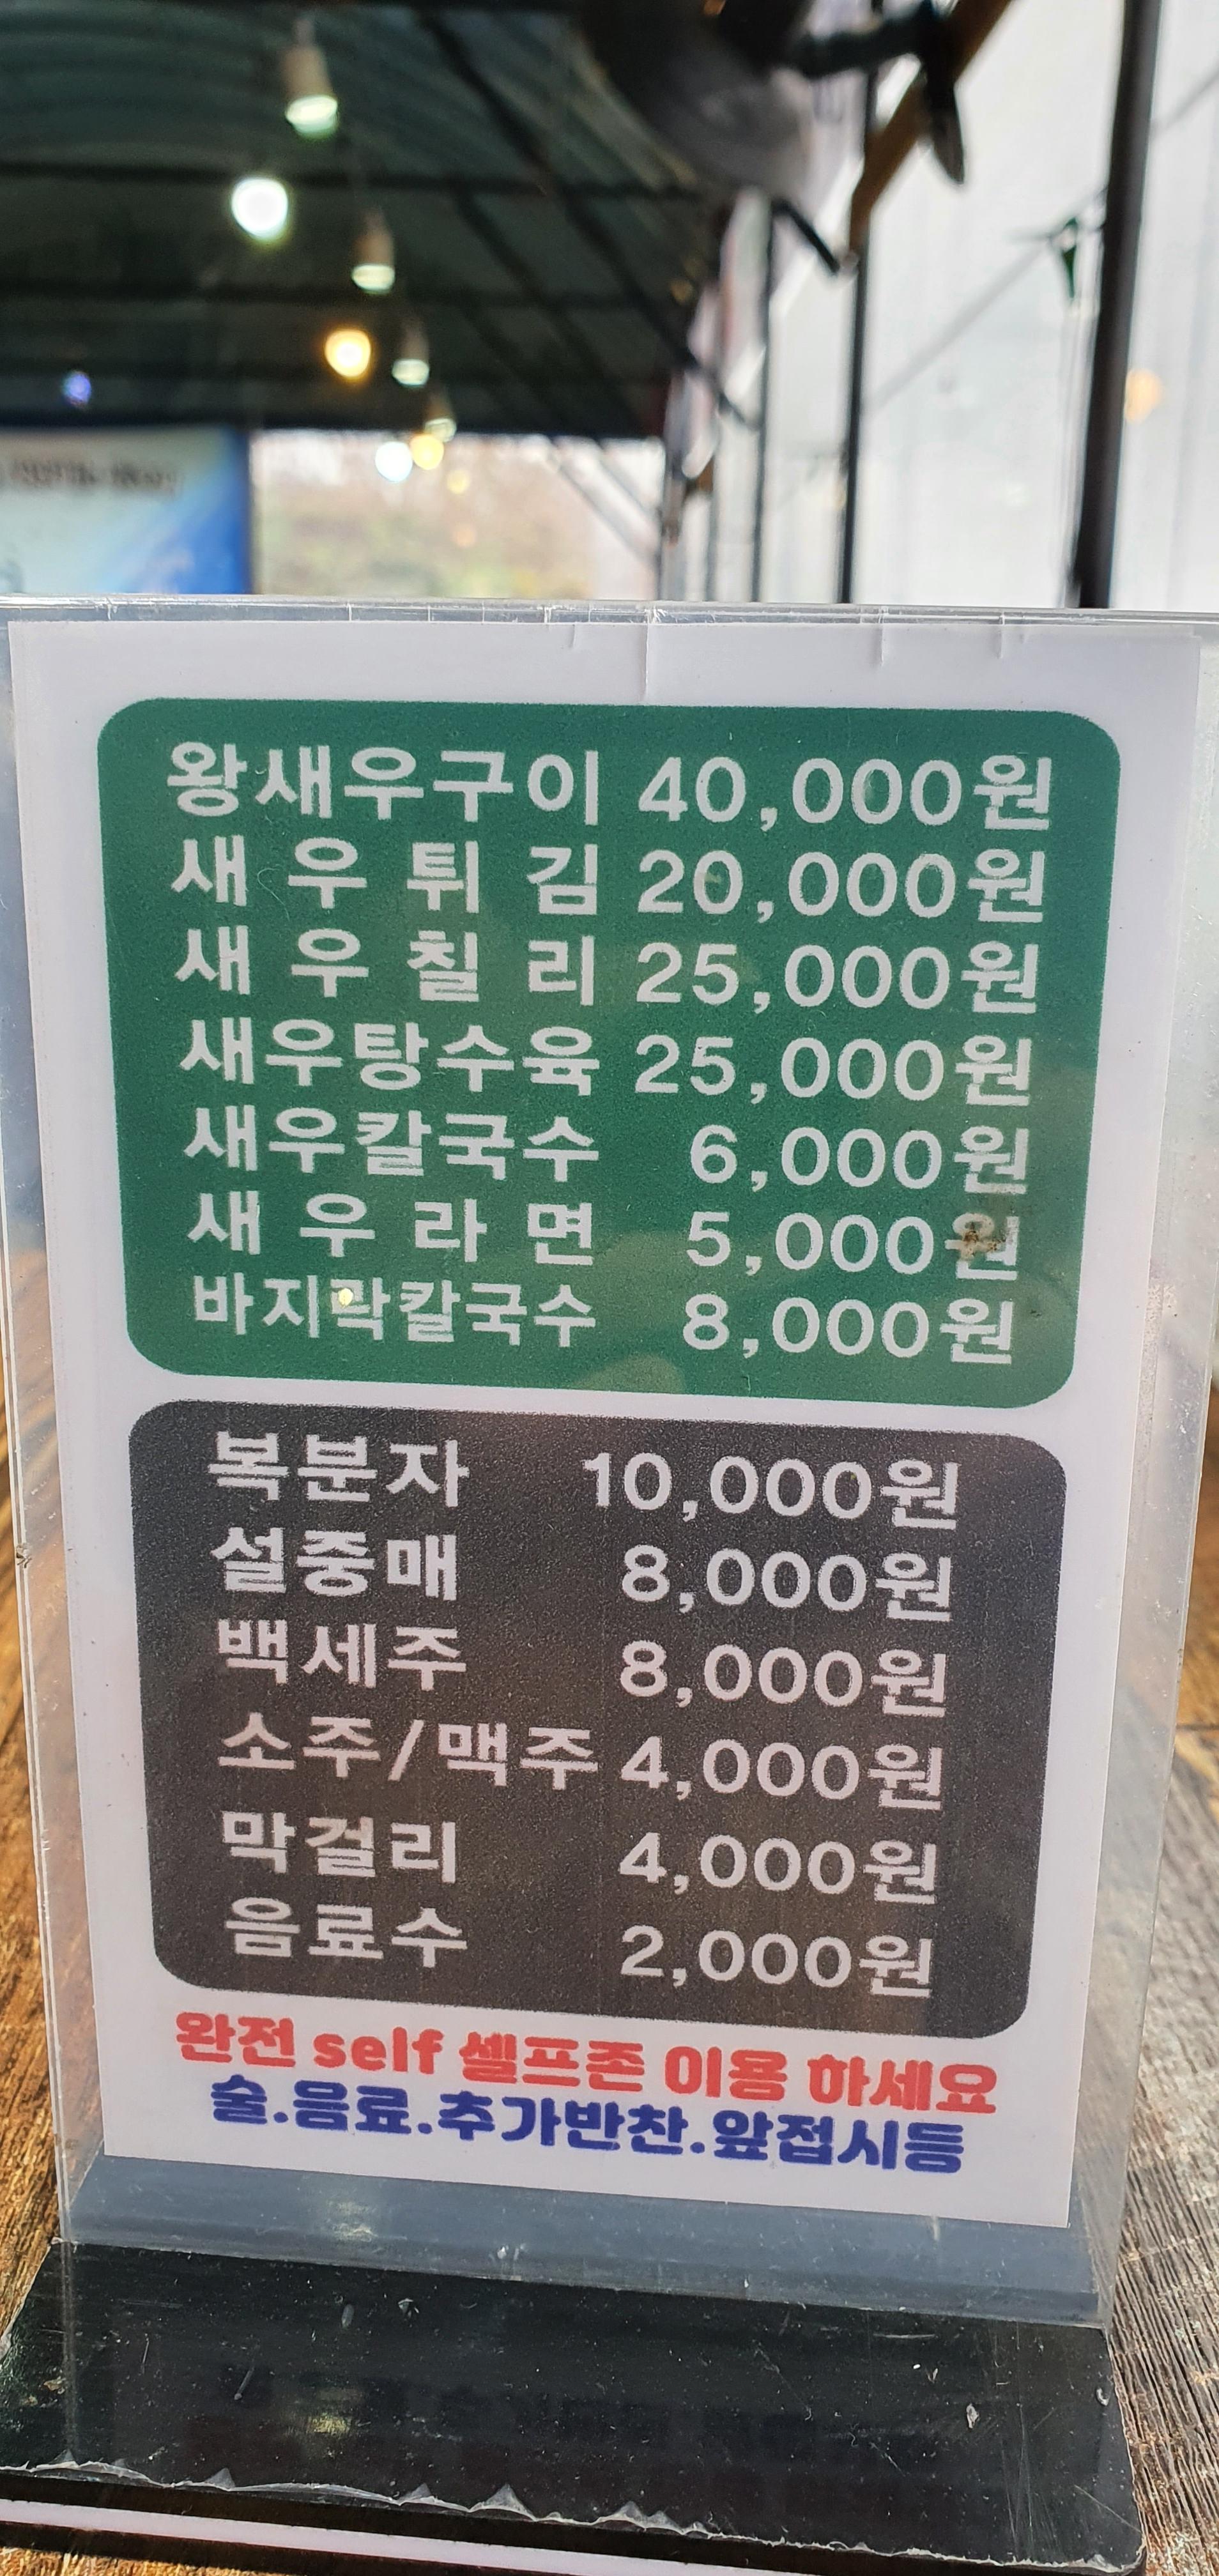 왕새우구이 40,000원
새우튀김 20,000원
새우칠리 25,000원
새우탕수육 25,000원
새우칼국수 6,000원
새우라면 5,000원
바지락칼국수 8,000원
복분자 10,000원
설중매 8,000원
백세주 8,000원
소주/맥주 4,000원
막걸리 4,000원
음료수 2,000원
완전 self 셀프존 이용 하세요
술.음료.추가반찬.앞접시등